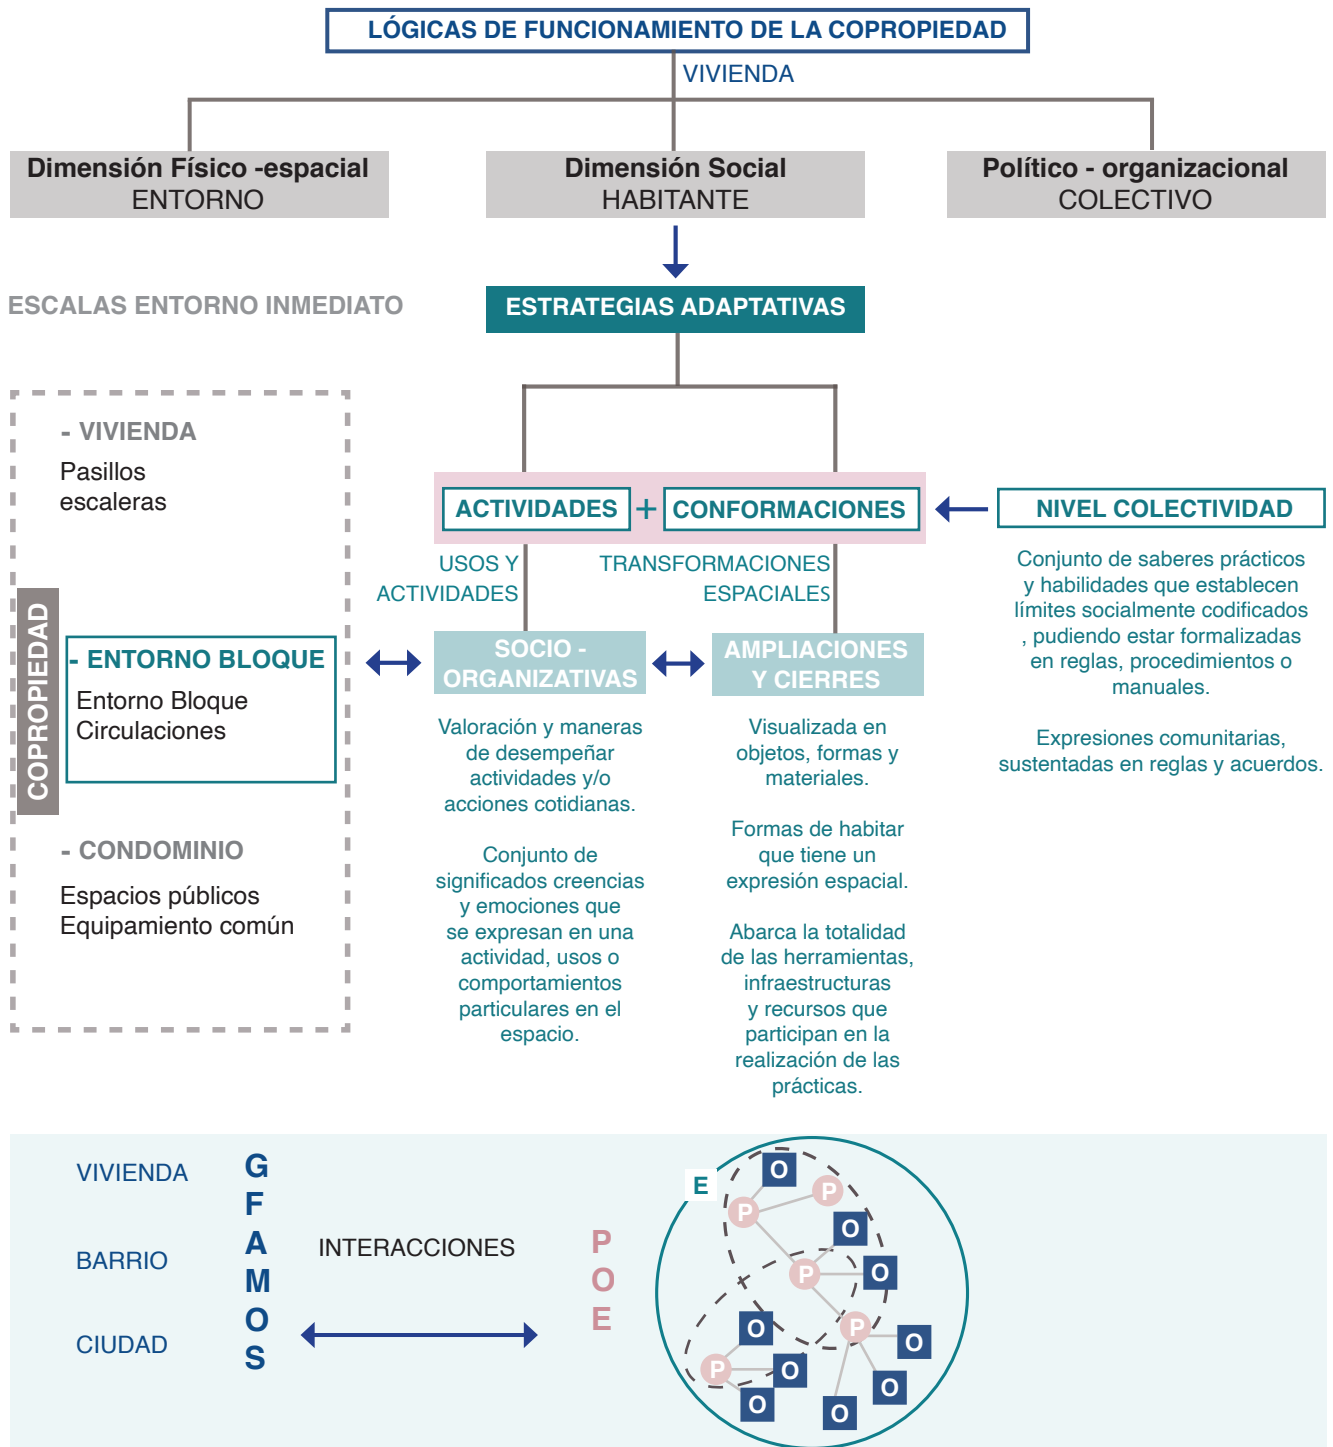 LÓGICAS DE FUNCIONAMIENTO DE LA COPROPIEDAD
VIVIENDA
Dimensión Físico -espacial
ENTORNO
Dimensión Social
HABITANTE
Político - organizacional
COLECTIVO
ESCALAS ENTORNO INMEDIATO
ESTRATEGIAS ADAPTATIVAS
COPROPIEDAD
- VIVIENDA
Pasillos
escaleras
- ENTORNO BLOQUE
Entorno Bloque
Circulaciones
- CONDOMINIO
Espacios públicos
Equipamiento común
ACTIVIDADES + CONFORMACIONES
USOS Y
ACTIVIDADES
TRANSFORMACIONES
ESPACIALES
SOCIO -
ORGANIZATIVAS
Valoración y maneras
de desempeñar
actividades y/o
acciones cotidianas.
Conjunto de
significados creencias
y emociones que
se expresan en una
actividad, usos o
comportamientos
particulares en el
espacio.
AMPLIACIONES
Y CIERRES
Visualizada en
objetos, formas y
materiales.
Formas de habitar
que tiene un
expresión espacial.
Abarca la totalidad
de las herramientas,
infraestructuras
y recursos que
participan en la
realización de las
prácticas.
NIVEL COLECTIVIDAD
Conjunto de saberes prácticos
y habilidades que establecen
límites socialmente codificados
, pudiendo estar formalizadas
en reglas, procedimientos o
manuales.
Expresiones comunitarias,
sustentadas en reglas y acuerdos.
VIVIENDA
BARRIO
CIUDAD
G
F
A
M
O
S
INTERACCIONES
P
O
E
E
O
P
P
O
P
O
O
P
O
P
O
O
O
O